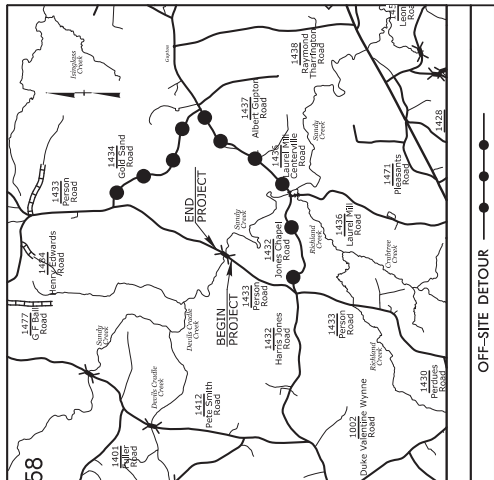 58
1477
G F Ball
Road
1484
Henry Edwards
Road
1433
Person
Road
1434
Gold Sand
Road
Isinglass
Creek
Gupton
1438
Raymond
Tharrington
Road
1437
Albert Gupton
Road
Sandy
Creek
Devils Cradle
Creek
END
PROJECT
Sandy
Creek
1436
Laurel Mill
Centerville
Road
Sandy
Creek
BEGIN
PROJECT
1433
Person
Road
1432
Jones Chapel
Road
Richland
Creek
1436
Laurel Mill
Road
1471
Pleasants
Road
1428
Devils Cradle
Creek
1401
1412
Pete Smith
Road
1432
Harris Jones
Road
1433
Person
Road
Crabtree
Creek
Richland
Creek
1002
Duke Valentine Wynne
Road
1430
Perdues
Road
OFF-SITE DETOUR